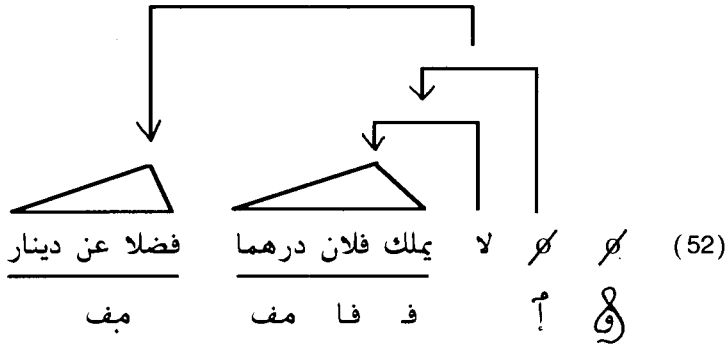 (52) ∅ ∅ لا يملك فلان درهما فضلا عن دينار
أ ف فا مف مف